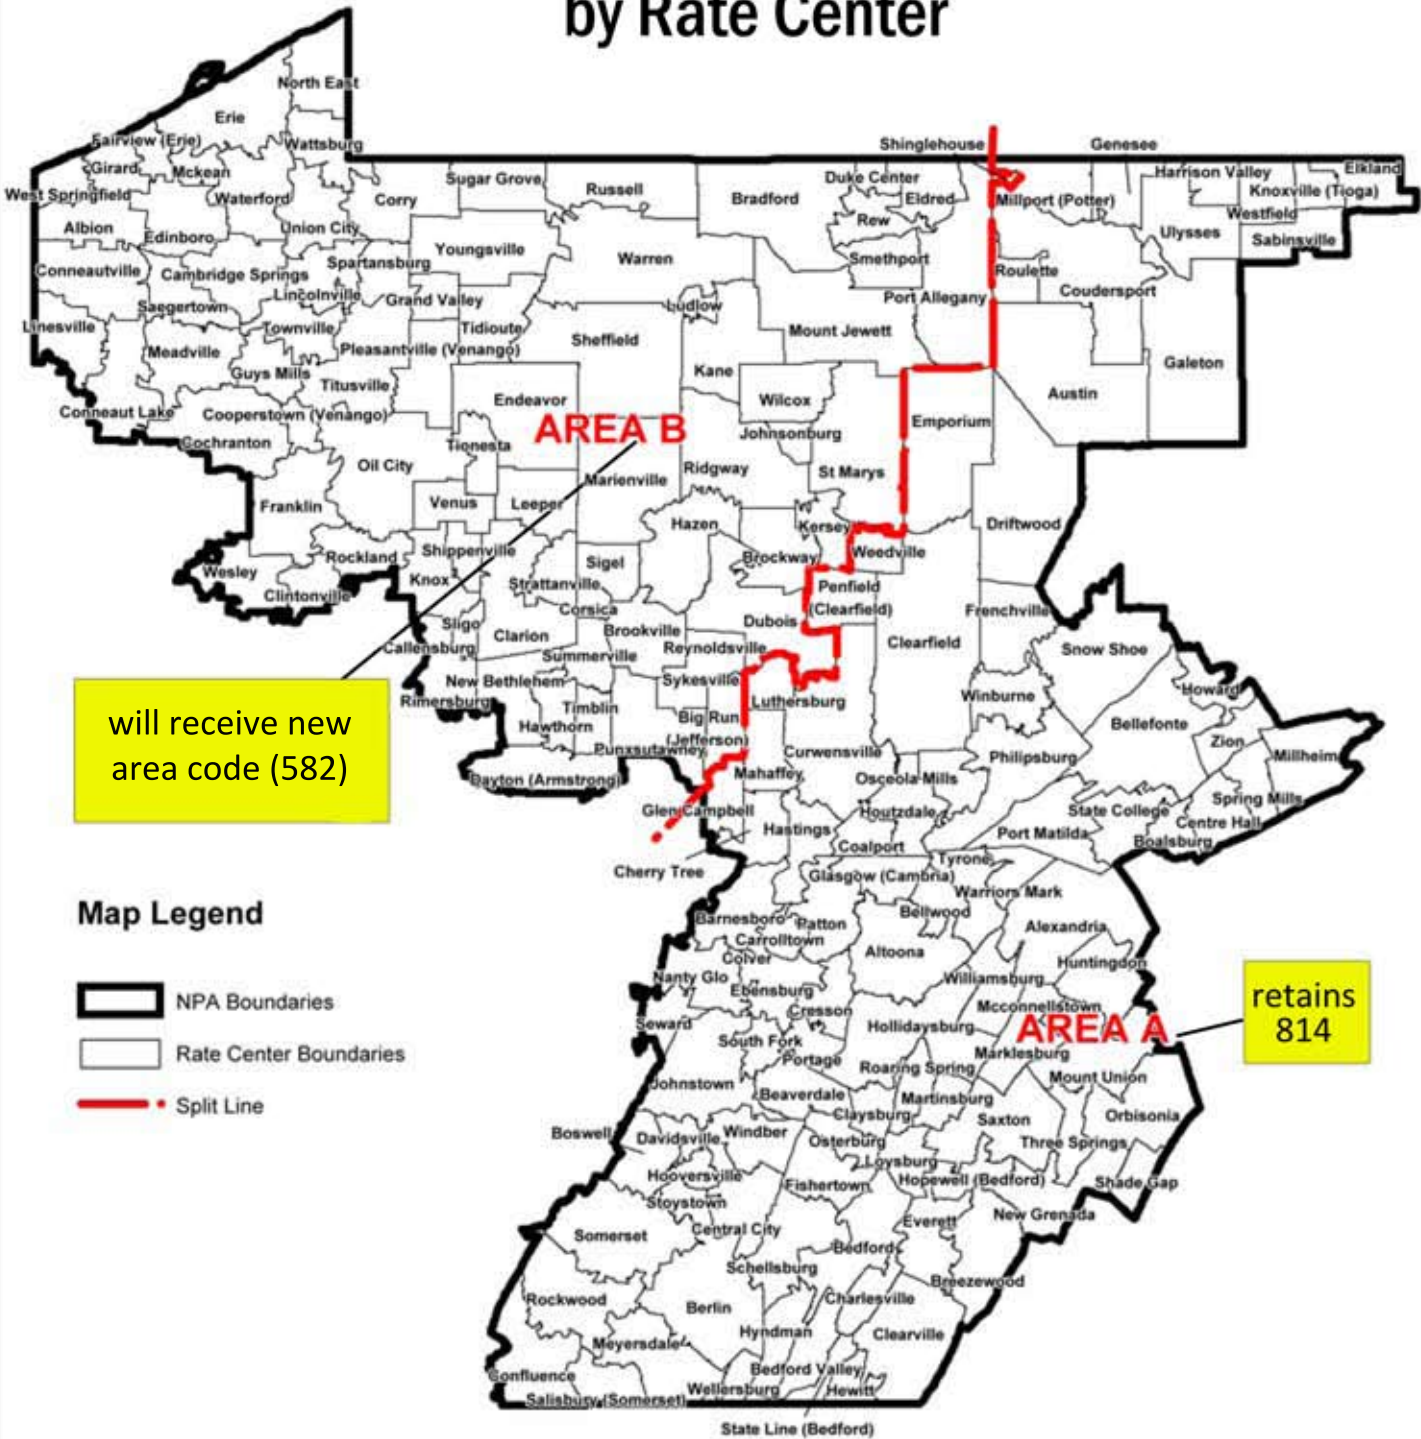 by Rate Center
North East
Erie
Fairview (Erie)
Wattsburg
Girard
Mckean
West Springfield
Waterford
Corry
Albion
Edinboro
Union City
Sugar Grove
Russell
Bradford
Duke Center
Shinglehouse
Genesee
Eldred
Rew
Millport (Potter)
Harrison Valley
Elkland
Knoxville (Tioga)
Westfield
Ulysses
Sabinsville
Conneautville
Cambridge Springs
Spartansburg
Youngsville
Warren
Smethport
Roulette
Coudersport
Saegertown
Lincolnville
Grand Valley
Ludlow
Port Allegany
Linesville
Townville
Tidioute
Sheffield
Mount Jewett
Meadville
Pleasantville (Venango)
Guys Mills
Titusville
Kane
Galeton
Endeavor
Wilcox
Austin
Conneaut Lake
Cooperstown (Venango)
AREA B
Emporium
Cochranton
Tionesta
Johnsonburg
Oil City
Marienville
Ridgway
St Marys
Franklin
Venus
Leeper
Hazen
Kersey
Driftwood
Rockland
Shippenville
Sigel
Brockway
Weedville
Wesley
Knox
Strattanville
Penfield
(Clearfield)
Clintonville
Corsica
Frenchville
Sligo
Clarion
Brookville
Dubois
Clearfield
Callensburg
Summerville
Reynoldsville
Snow Shoe
New Bethlehem
Sykesville
Rimersburg
Timblin
Luthersburg
Winburne
Howard
Hawthorn
Big Run
(Jefferson)
Bellefonte
Punxsutawney
Curwensville
Philipsburg
Zion
Millheim
Dayton (Armstrong)
Mahaffey
Osceola Mills
Glen Campbell
Houtzdale
State College
Spring Mills
Hastings
Port Matilda
Centre Hall
Coalport
Boalsburg
Cherry Tree
Tyrone
Glasgow (Cambria)
Warriors Mark
will receive new
area code (582)
Map Legend
NPA Boundaries
Rate Center Boundaries
Split Line
Barnesboro
Patton
Bellwood
Alexandria
Carrolltown
Altoona
Colver
Huntingdon
Nanty Glo
Ebensburg
Williamsburg
Cresson
Mcconnellstown
Seward
Hollidaysburg
AREA A
retains
814
South Fork
Portage
Marklesburg
Roaring Spring
Johnstown
Mount Union
Beaverdale
Martinsburg
Claysburg
Saxton
Orbisonia
Boswell
Davidsville
Windber
Osterburg
Three Springs
Loysburg
Hooversville
Fishertown
Hopewell (Bedford)
Shade Gap
Stoystown
Everett
New Grenada
Somerset
Central City
Bedford
Schellsburg
Breezewood
Rockwood
Berlin
Charlesville
Meyersdale
Hyndman
Clearville
Confluence
Bedford Valley
Wellersburg
Hewitt
Salisbury (Somerset)
State Line (Bedford)